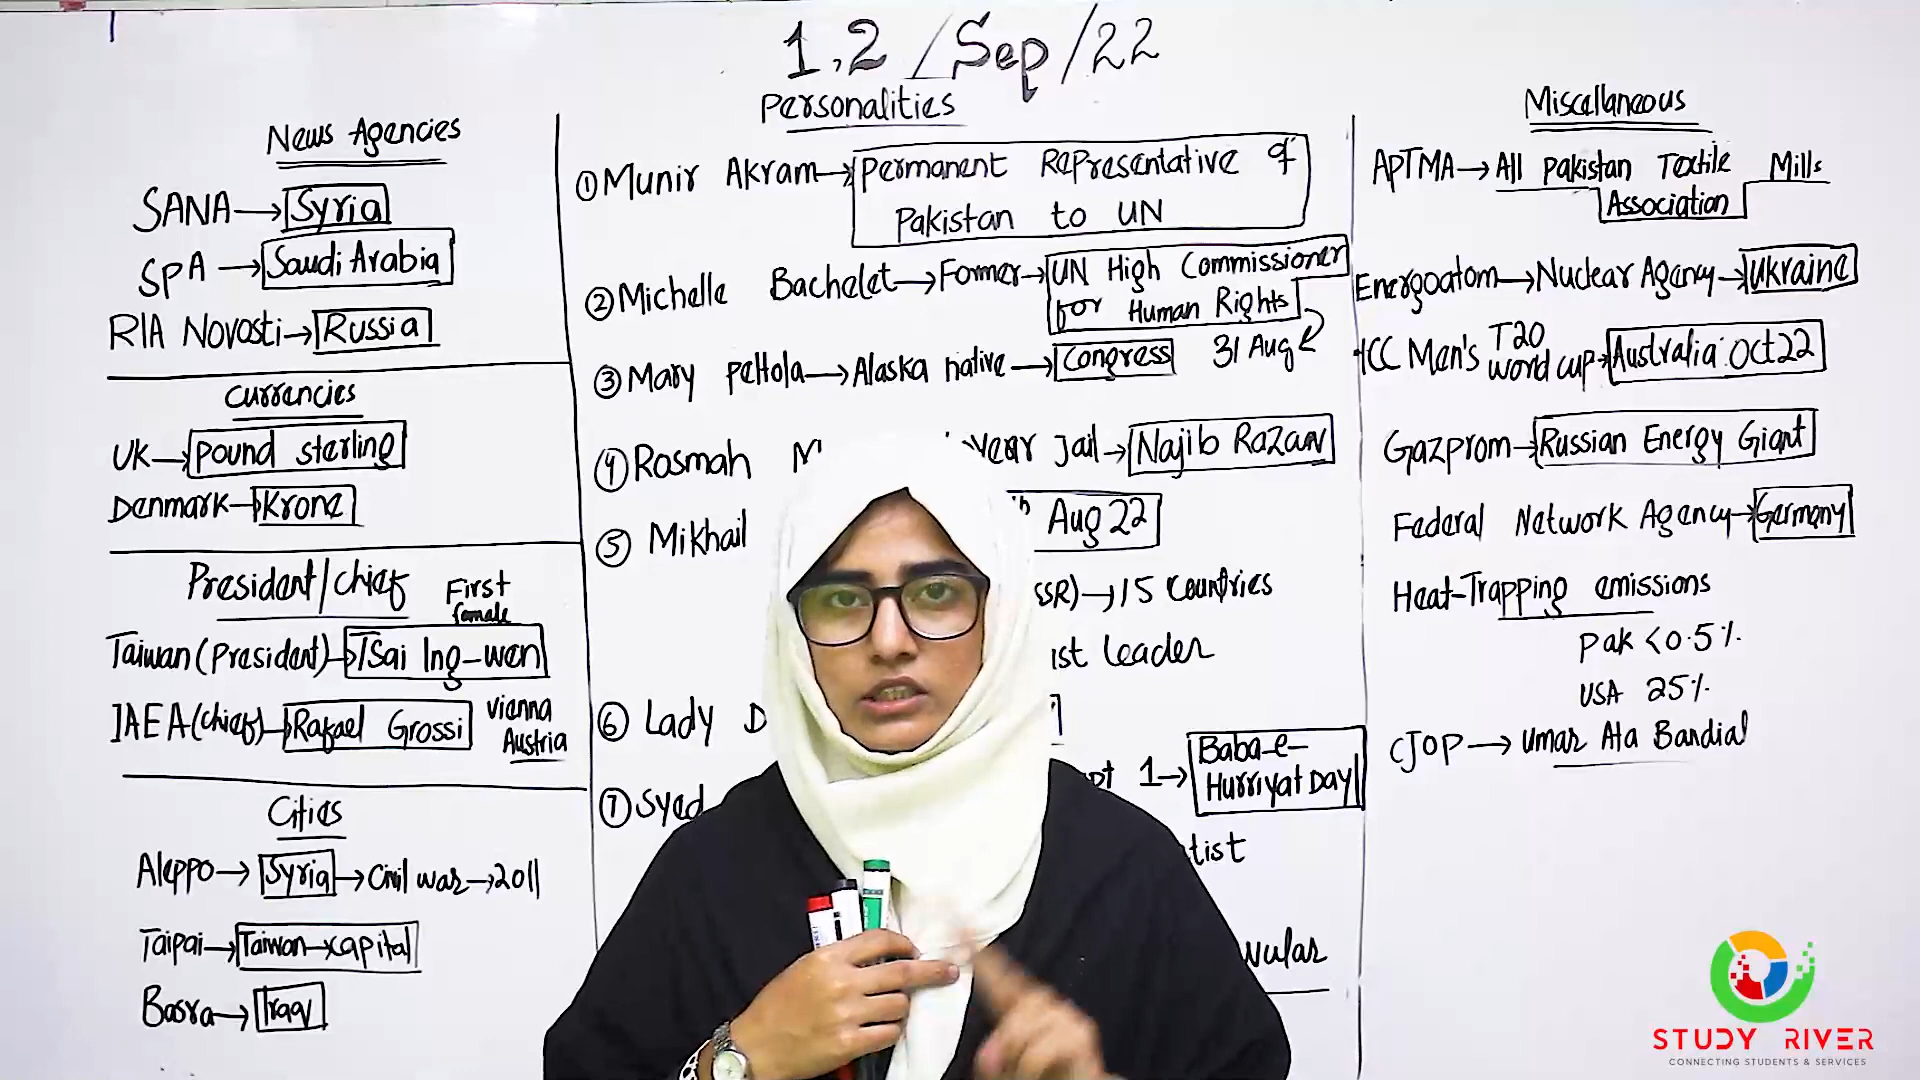 1,2/Sep/22
News Agencies
SANA→Syria
SPA→Saudi Arabia
RIA Novosti→Russia
Currencies
UK→Pound sterling
Denmark→Krone
President/chief
First
female
Taiwan (President)→Tsai Ing-wen
IAEA (chief)→Rafael Grossi
vienna
Austria
Cities
Aleppo→Syria→Civil war→2011
Taipai→Taiwan→capital
Basra→Iraq
Personalities
① Munir Akram→Permanent Representative of
Pakistan to UN
② Michelle Bachelet→Former→UN High Commissioner
for Human Rights
31 Aug
③ Mary peltola→Alaska native→Congress
④ Rosmah year jail→Najib Razaw
⑤ Mikhail Aug 22
→15 Countries
leader
⑥ Lady
⑦ Syed 1→Baba-e-
Hurriyat Day
Miscellaneous
APTMA→All Pakistan Textile Mills
Association
Energoatom→Nuclear Agency→Ukraine
ICC Men's T20
world cup→Australia:Oct22
Gazprom→Russian Energy Giant
Federal Network Agency→Germany
Heat-Trapping emissions
Pak <0.5%
USA 25%
CJOP→Umar Ata Bandial
STUDY RIVER
CONNECTING STUDENTS & SERVICES